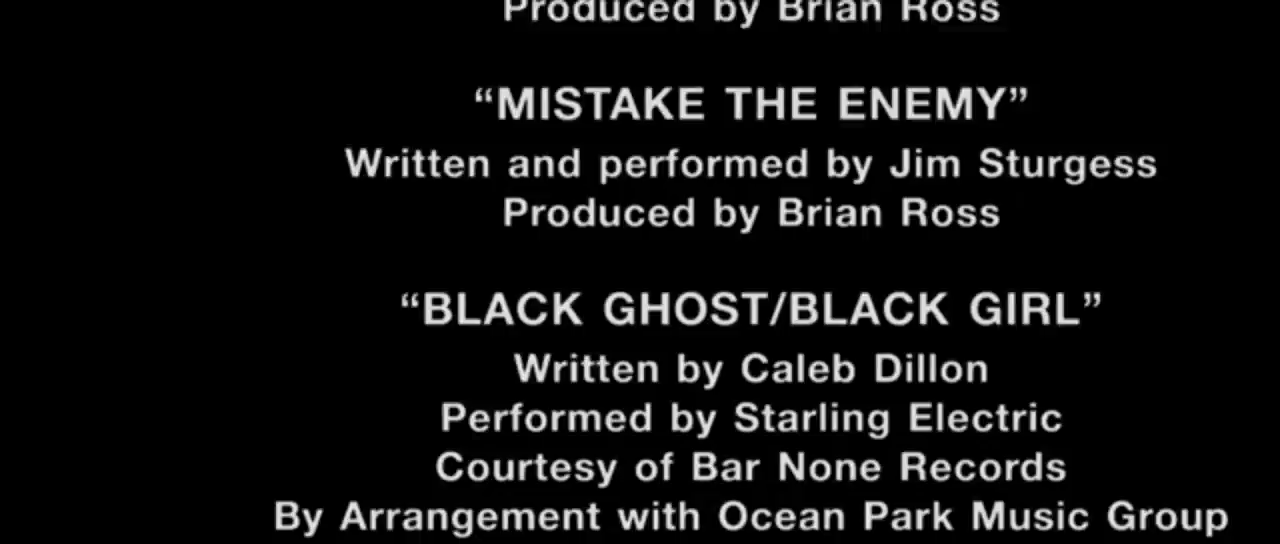 Produced by Brian Ross
“MISTAKE THE ENEMY”
Written and performed by Jim Sturgess
Produced by Brian Ross
“BLACK GHOST/BLACK GIRL”
Written by Caleb Dillon
Performed by Starling Electric
Courtesy of Bar None Records
By Arrangement with Ocean Park Music Group